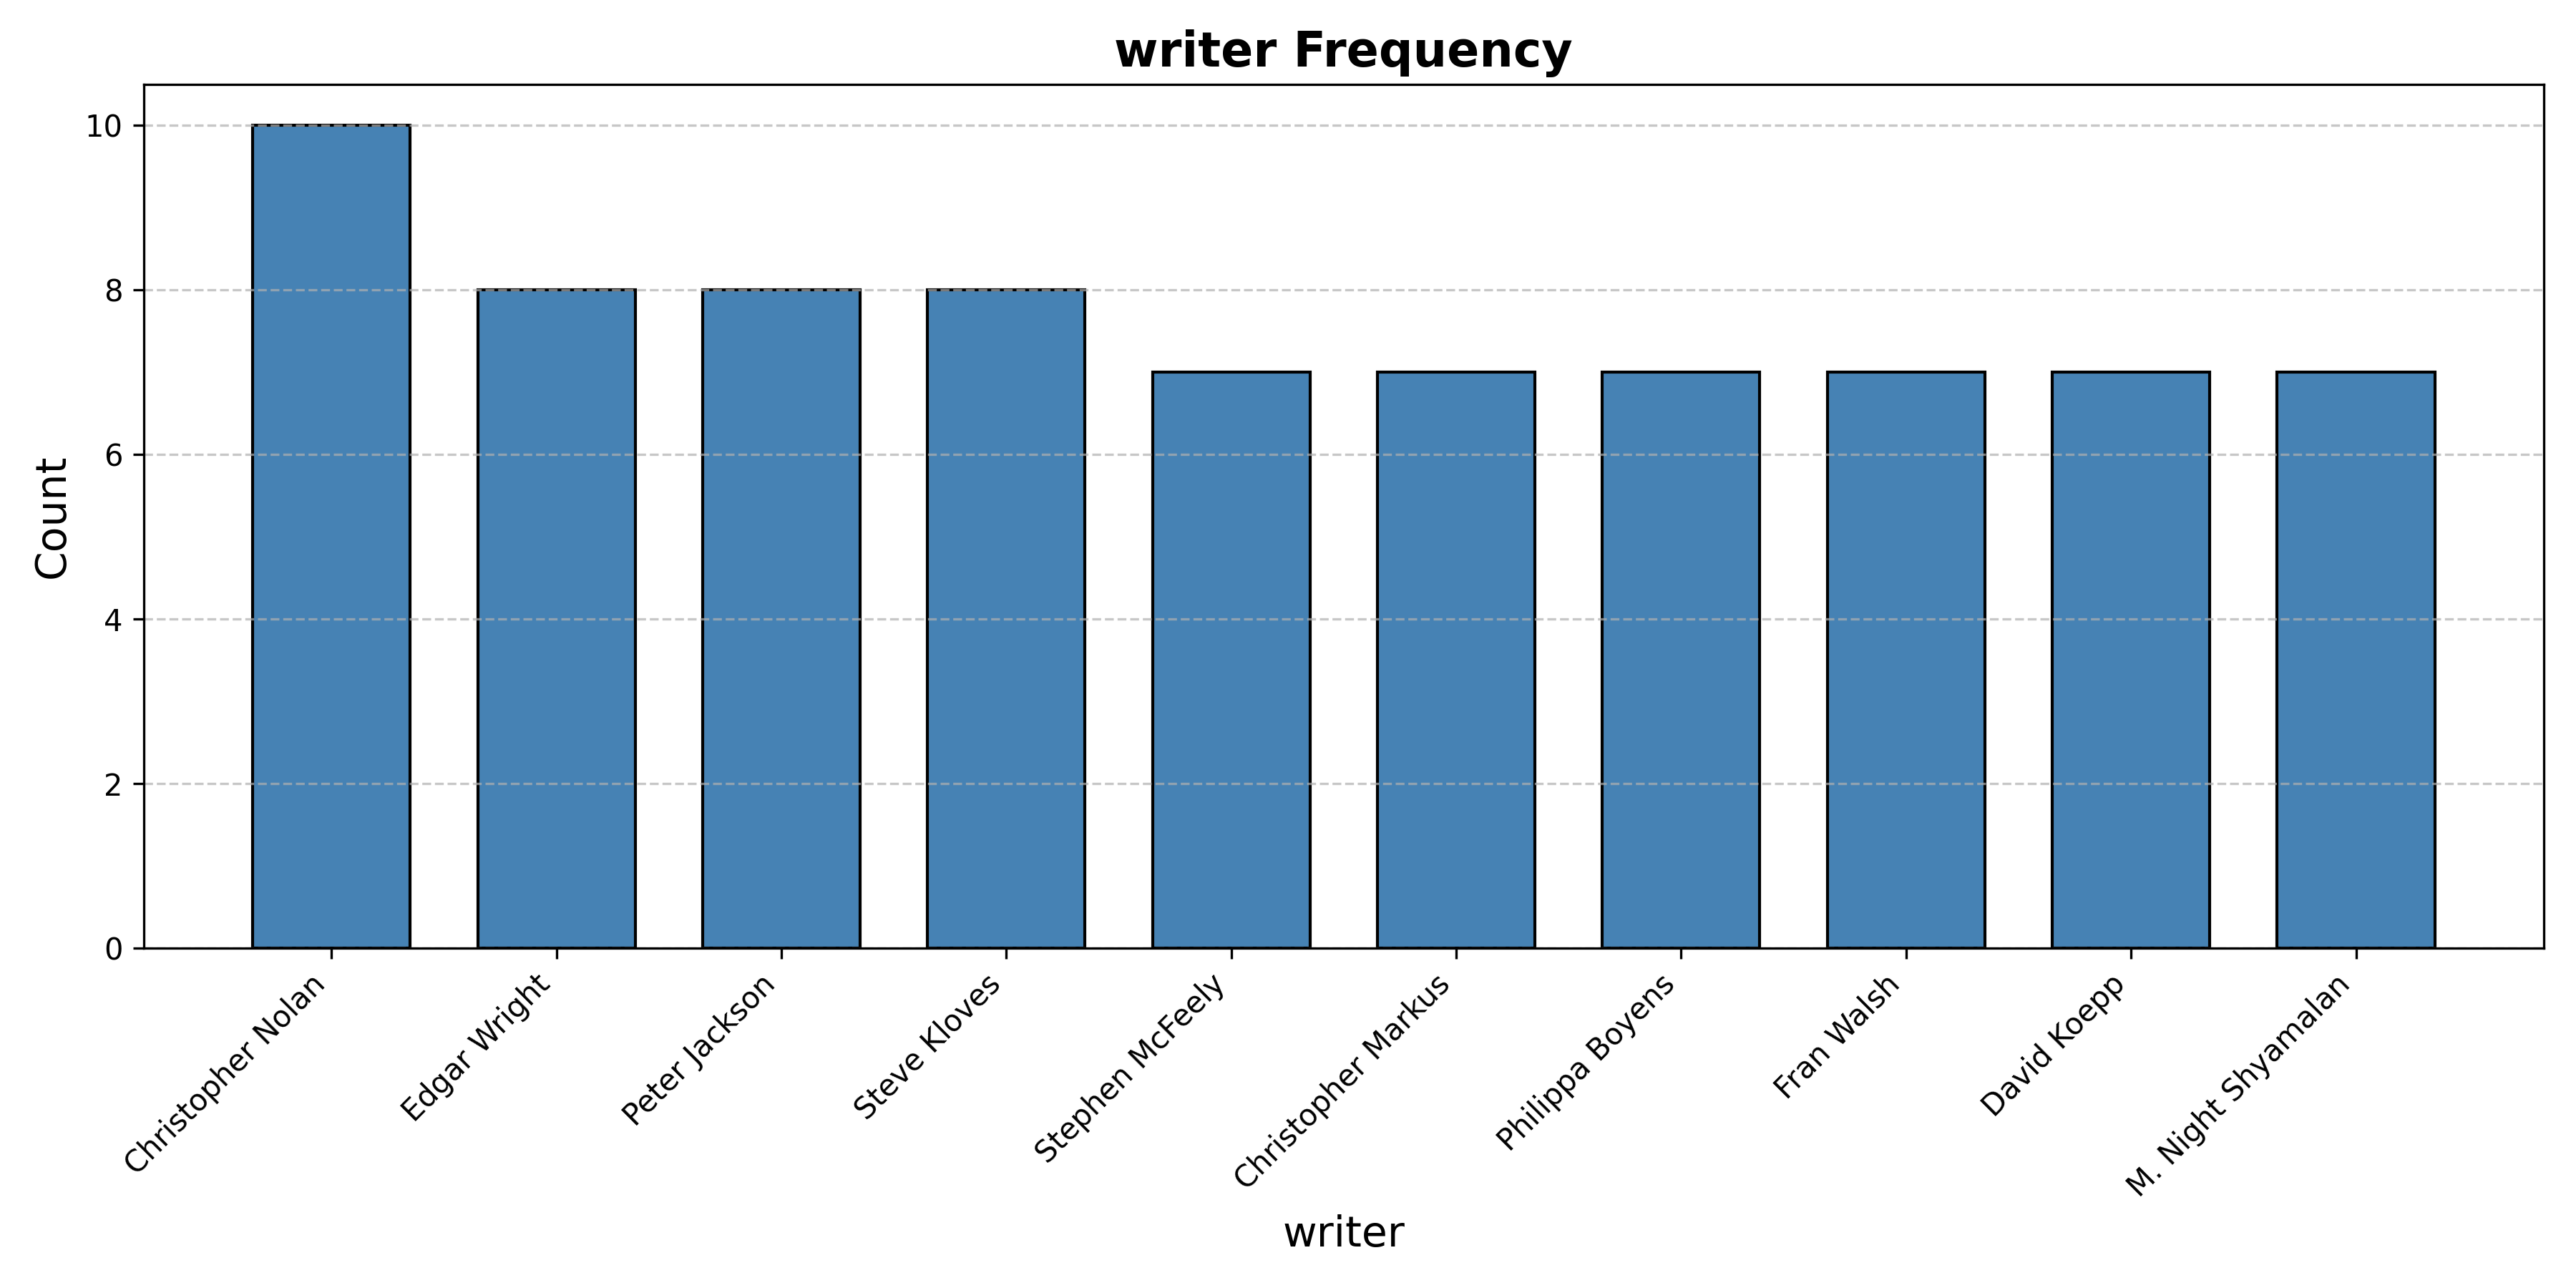 writer Frequency
Count
10
8
6
4
2
0
Christopher Nolan
Edgar Wright
Peter Jackson
Steve Kloves
Stephen McFeely
Christopher Markus
Philippa Boyens
Fran Walsh
David Koepp
M. Night Shyamalan
writer